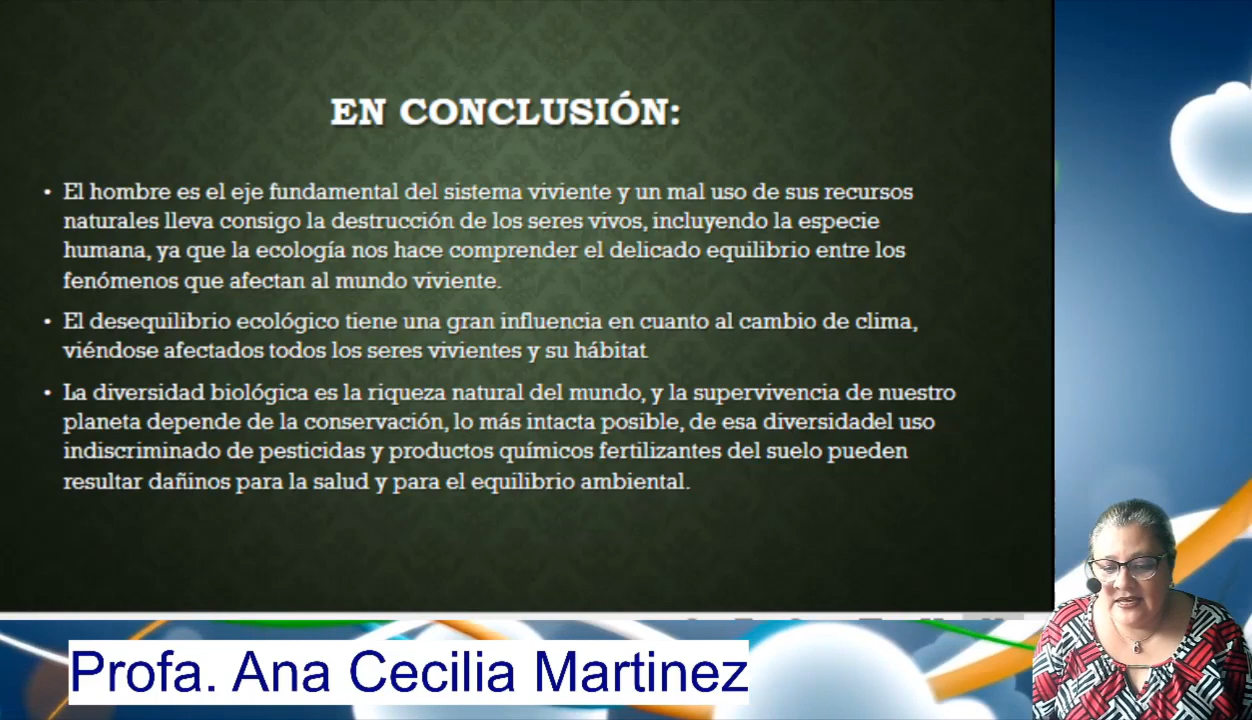 EN CONCLUSIÓN:
• El hombre es el eje fundamental del sistema viviente y un mal uso de sus recursos
naturales lleva consigo la destrucción de los seres vivos, incluyendo la especie
humana, ya que la ecología nos hace comprender el delicado equilibrio entre los
fenómenos que afectan al mundo viviente.
• El desequilibrio ecológico tiene una gran influencia en cuanto al cambio de clima,
viéndose afectados todos los seres vivientes y su hábitat
• La diversidad biológica es la riqueza natural del mundo, y la supervivencia de nuestro
planeta depende de la conservación, lo más intacta posible, de esa diversidadel uso
indiscriminado de pesticidas y productos químicos fertilizantes del suelo pueden
resultar dañinos para la salud y para el equilibrio ambiental.
Profa. Ana Cecilia Martinez